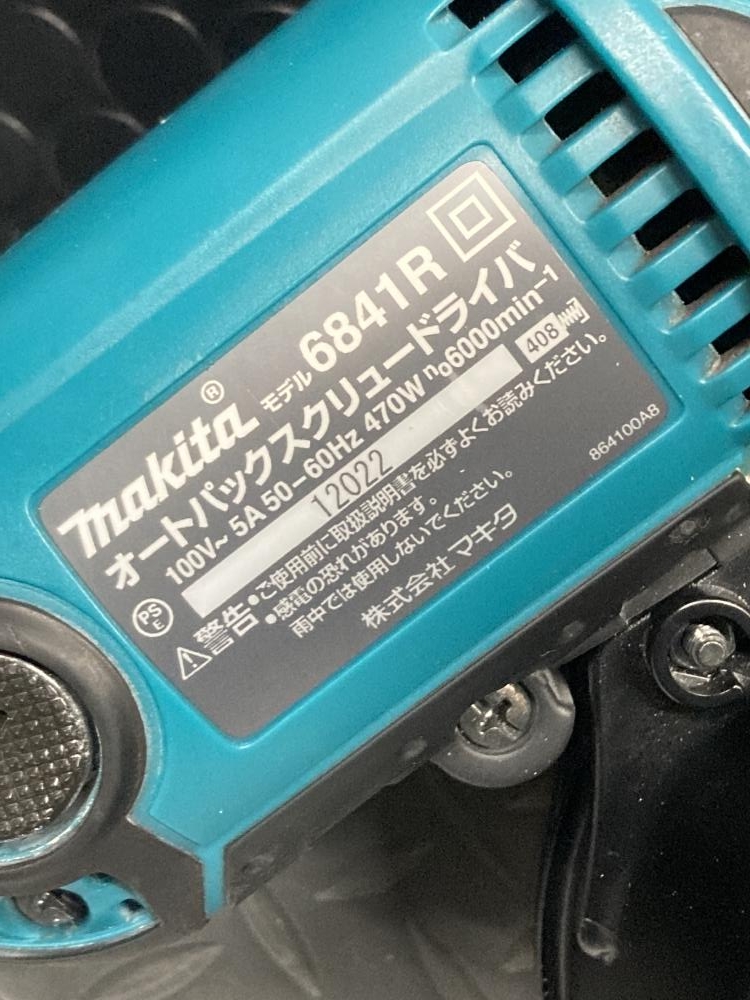 makita® モデル 6841R
オートパックスクリュードライバ
100V~ 5A 50-60Hz 470W n₀6000min⁻¹
12022 408
PS E 警告 •ご使用前に取扱説明書を必ずよくお読みください。
•感電の恐れがあります。
雨中では使用しないでください。
株式会社 マキタ 864100A8